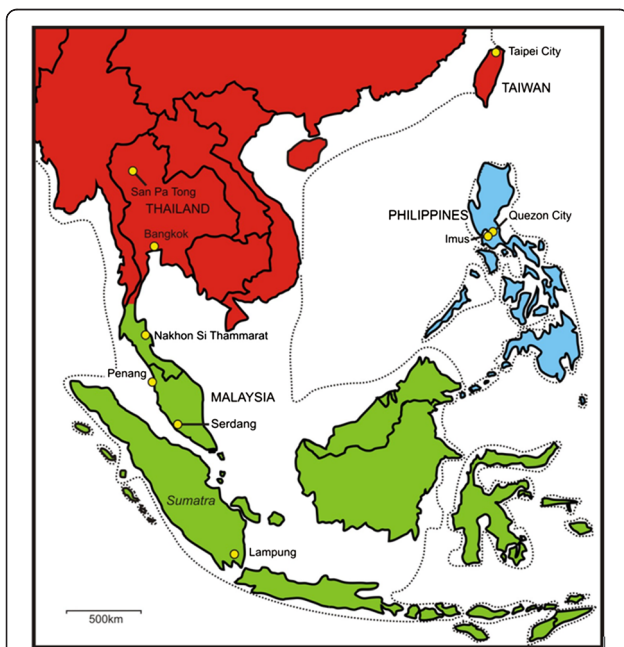 Taipei City
TAIWAN
San Pa Tong
THAILAND
PHILIPPINES
Quezon City
Imus
Bangkok
Nakhon Si Thammarat
Penang
MALAYSIA
Serdang
Sumatra
Lampung
500km